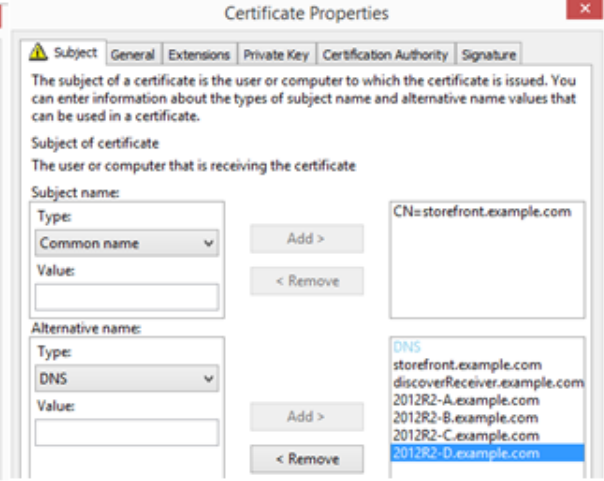 Certificate Properties
Subject
General
Extensions
Private Key
Certification Authority
Signature
The subject of a certificate is the user or computer to which the certificate is issued. You
can enter information about the types of subject name and alternative name values that
can be used in a certificate.
Subject of certificate
The user or computer that is receiving the certificate
Subject name:
Type:
Common name
Value:
Add >
< Remove
CN=storefront.example.com
Alternative name:
Type:
DNS
Value:
Add >
< Remove
DNS
storefront.example.com
discoverReceiver.example.com
2012R2-A.example.com
2012R2-B.example.com
2012R2-C.example.com
2012R2-D.example.com